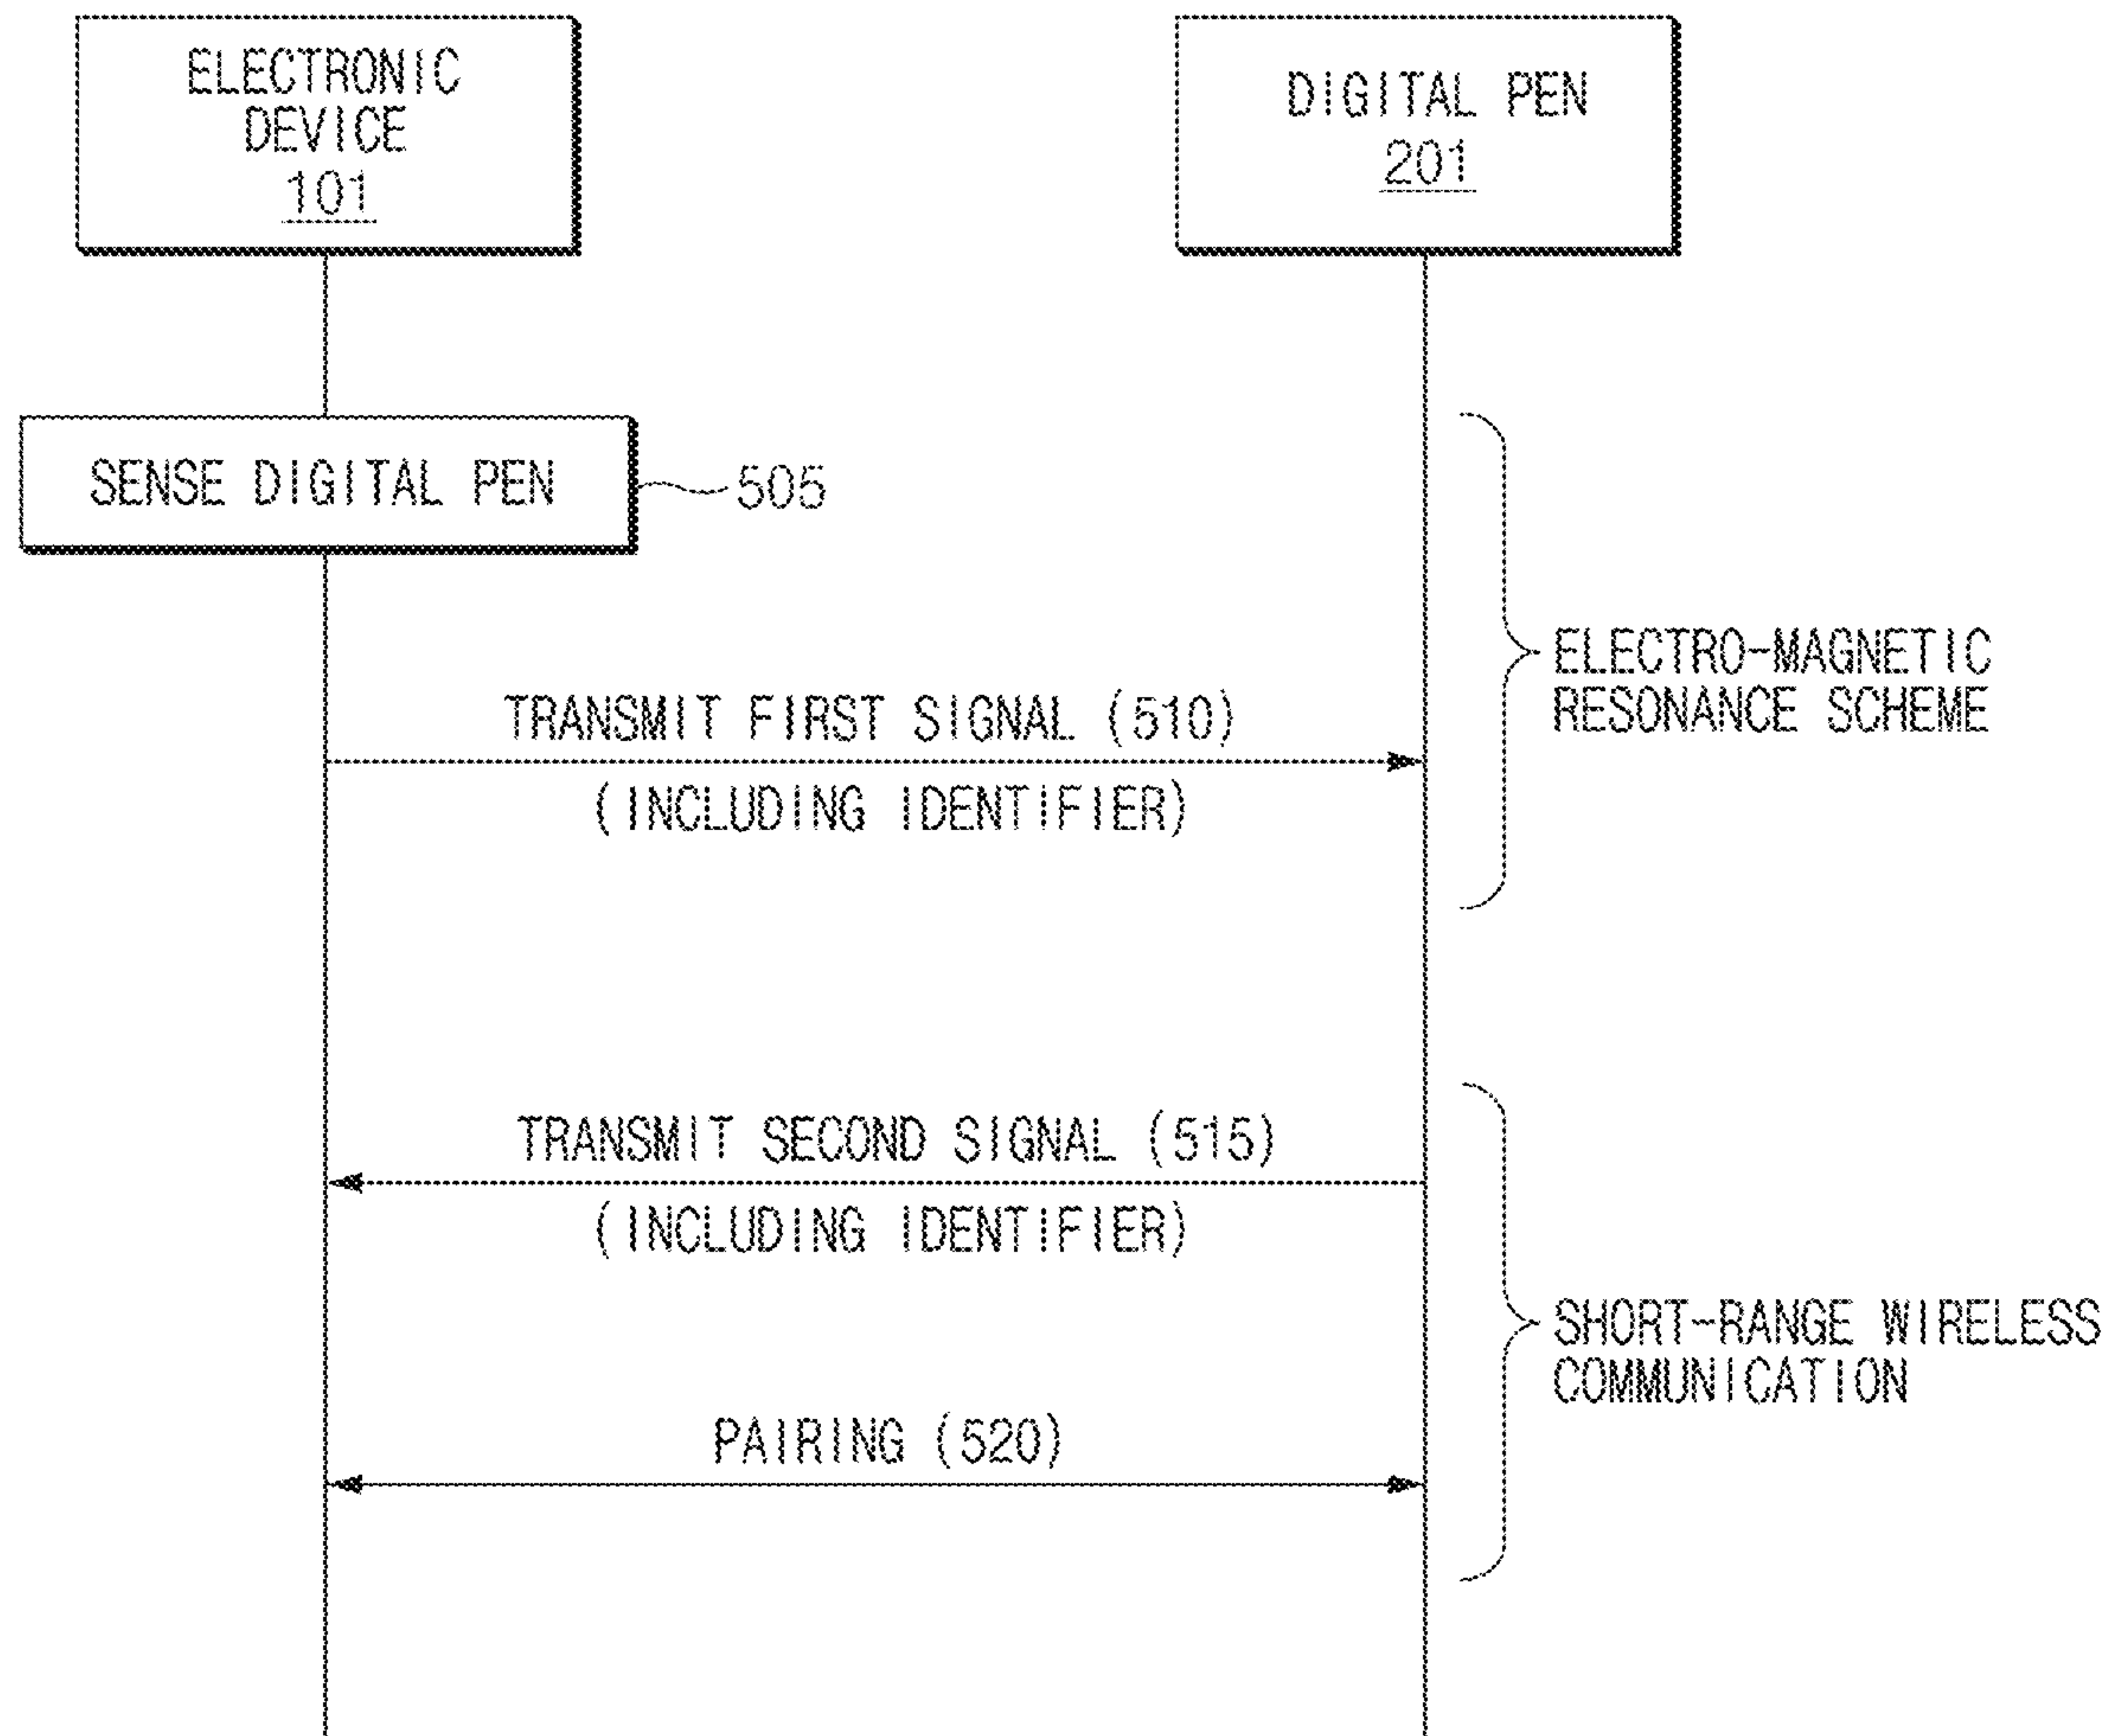 ELECTRONIC
DEVICE
101
DIGITAL PEN
201
SENSE DIGITAL PEN
505
TRANSMIT FIRST SIGNAL (510)
(INCLUDING IDENTIFIER)
ELECTRO-MAGNETIC
RESONANCE SCHEME
TRANSMIT SECOND SIGNAL (515)
(INCLUDING IDENTIFIER)
SHORT-RANGE WIRELESS
COMMUNICATION
PAIRING (520)